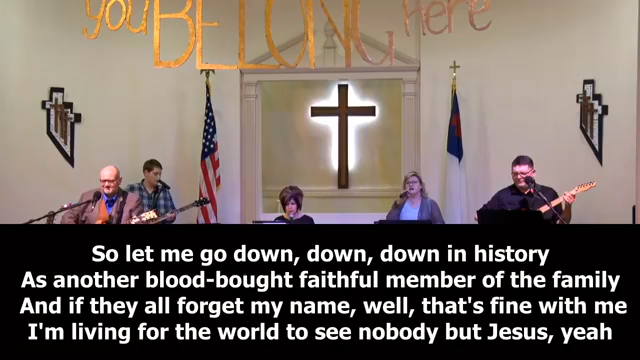 you BELONG here
So let me go down, down, down in history
As another blood-bought faithful member of the family
And if they all forget my name, well, that's fine with me
I'm living for the world to see nobody but Jesus, yeah